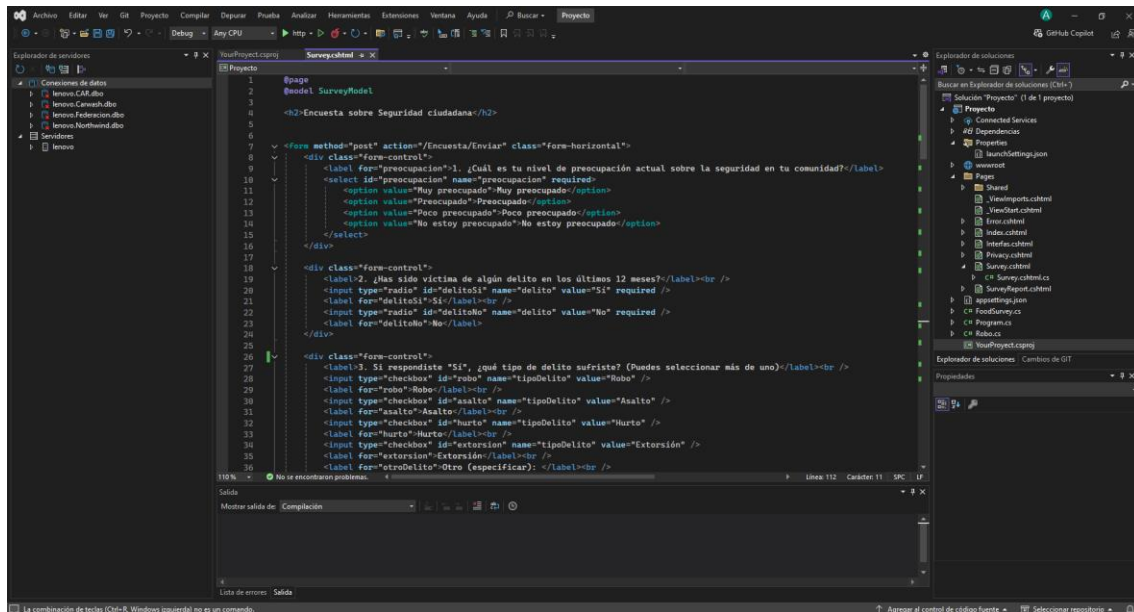 Archivo Editar Ver Git Proyecto Compilar Depurar Prueba Analizar Herramientas Extensiones Ventana Ayuda Buscar Proyecto
Debug Any CPU http GitHub Copilot
Explorador de servidores
Conexiones de datos
lenovo.CAR.dbo
lenovo.Carwash.dbo
lenovo.Federacion.dbo
lenovo.Northwind.dbo
Servidores
lenovo
YourProyect.csproj Survey.cshtml
Proyecto
1 @page
2 @model SurveyModel
3
4 <h2>Encuesta sobre Seguridad ciudadana</h2>
5
6
7 <form method="post" action="/Encuesta/Enviar" class="form-horizontal">
8 <div class="form-control">
9 <label for="preocupacion">1. ¿Cuál es tu nivel de preocupación actual sobre la seguridad en tu comunidad?</label>
10 <select id="preocupacion" name="preocupacion" required>
11 <option value="Muy preocupado">Muy preocupado</option>
12 <option value="Preocupado">Preocupado</option>
13 <option value="Poco preocupado">Poco preocupado</option>
14 <option value="No estoy preocupado">No estoy preocupado</option>
15 </select>
16 </div>
17
18 <div class="form-control">
19 <label>2. ¿Has sido víctima de algún delito en los últimos 12 meses?</label><br />
20 <input type="radio" id="delitoSi" name="delito" value="Sí" required />
21 <label for="delitoSi">Sí</label><br />
22 <input type="radio" id="delitoNo" name="delito" value="No" required />
23 <label for="delitoNo">No</label>
24 </div>
25
26 <div class="form-control">
27 <label>3. Si respondiste "Sí", ¿qué tipo de delito sufriste? (Puedes seleccionar más de uno)</label><br />
28 <input type="checkbox" id="robo" name="tipoDelito" value="Robo" />
29 <label for="robo">Robo</label><br />
30 <input type="checkbox" id="asalto" name="tipoDelito" value="Asalto" />
31 <label for="asalto">Asalto</label><br />
32 <input type="checkbox" id="hurto" name="tipoDelito" value="Hurto" />
33 <label for="hurto">Hurto</label><br />
34 <input type="checkbox" id="extorsion" name="tipoDelito" value="Extorsión" />
35 <label for="extorsion">Extorsión</label><br />
36 <label for="otroDelito">Otro (especificar): </label><br />
110 % No se encontraron problemas. Línea: 112 Carácter: 11 SPC LF
Salida
Mostrar salida de: Compilación
Lista de errores Salida
Explorador de soluciones
Buscar en Explorador de soluciones (Ctrl+`)
Solución "Proyecto" (1 de 1 proyecto)
Proyecto
Connected Services
Dependencias
Properties
launchSettings.json
wwwroot
Pages
Shared
_ViewImports.cshtml
_ViewStart.cshtml
Error.cshtml
Index.cshtml
Interfas.cshtml
Privacy.cshtml
Survey.cshtml
C# Survey.cshtml.cs
SurveyReport.cshtml
appsettings.json
C# FoodSurvey.cs
C# Program.cs
C# Robo.cs
YourProyect.csproj
Explorador de soluciones Cambios de GIT
Propiedades
La combinación de teclas (Ctrl+R, Windows izquierda) no es un comando. Agregar al control de código fuente Seleccionar repositorio